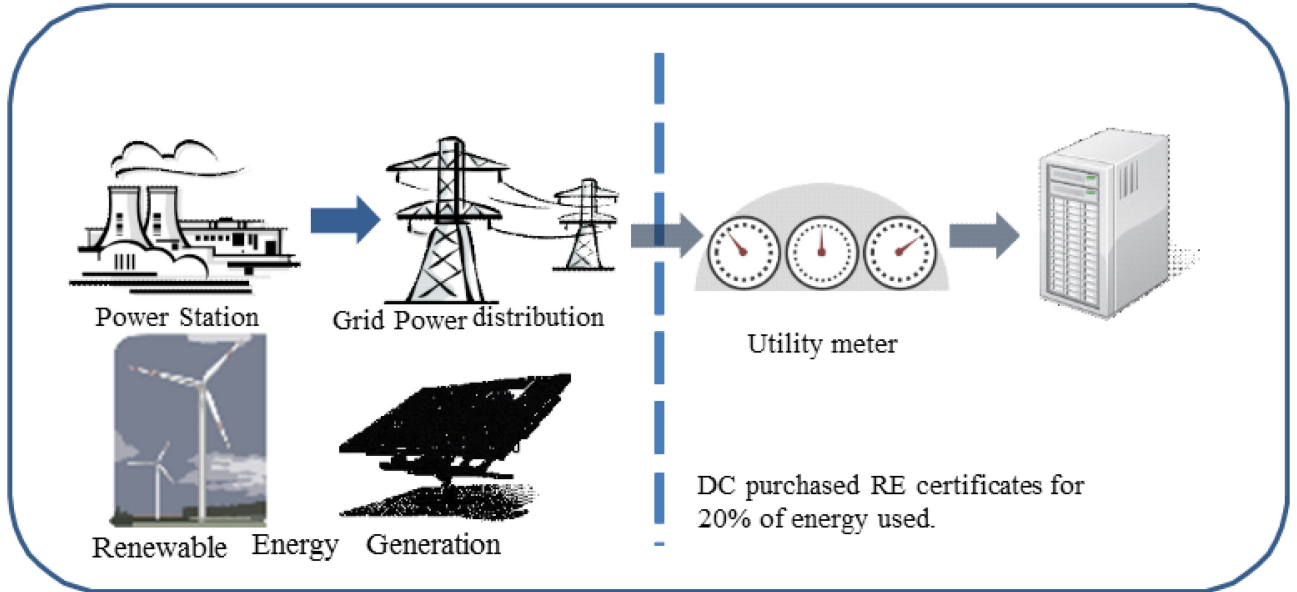 Power Station
Grid Power distribution
Utility meter
Renewable Energy Generation
DC purchased RE certificates for
20% of energy used.